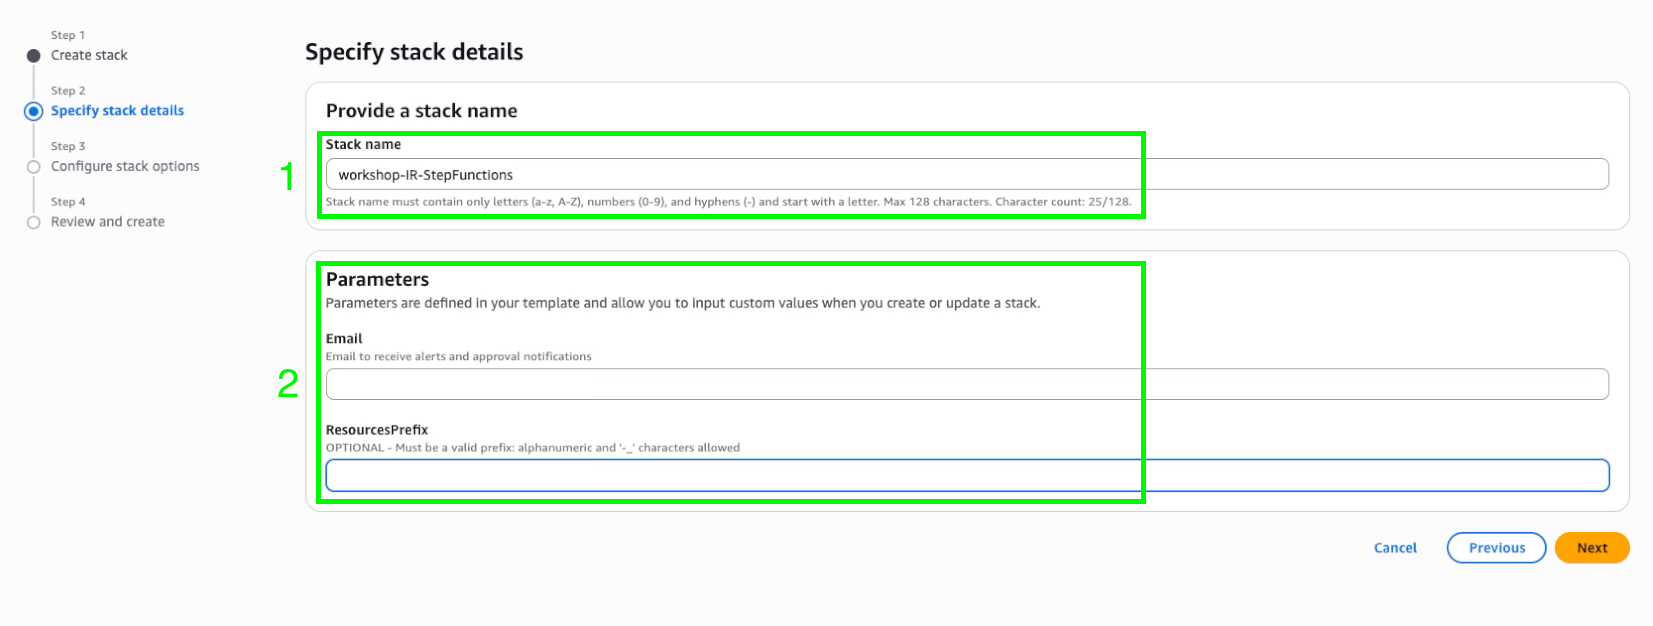 Step 1
Create stack
Step 2
Specify stack details
Step 3
Configure stack options
Step 4
Review and create
Specify stack details
Provide a stack name
1
Stack name
workshop-IR-StepFunctions
Stack name must contain only letters (a-z, A-Z), numbers (0-9), and hyphens (-) and start with a letter. Max 128 characters. Character count: 25/128.
2
Parameters
Parameters are defined in your template and allow you to input custom values when you create or update a stack.
Email
Email to receive alerts and approval notifications
ResourcesPrefix
OPTIONAL - Must be a valid prefix: alphanumeric and '-_' characters allowed
Cancel
Previous
Next